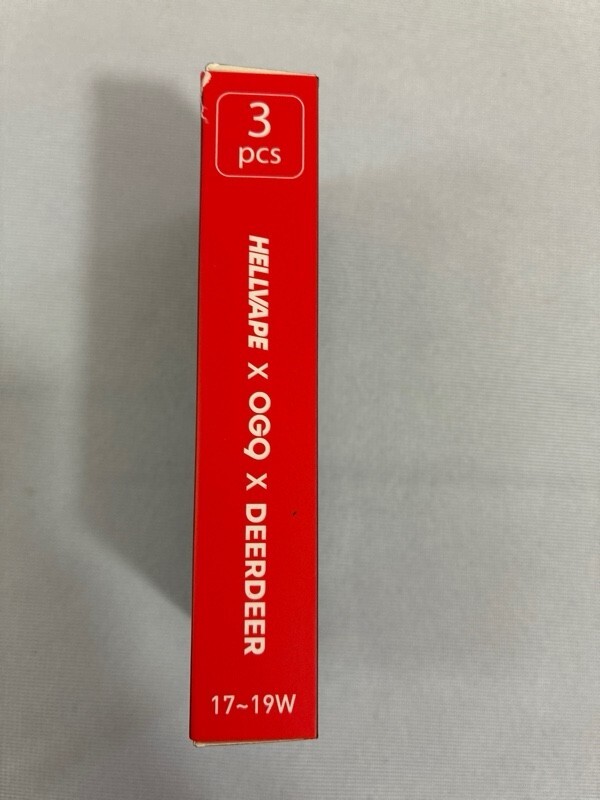 3
pcs
HELLVAPE X OGQ X DEERDEER
17~19W